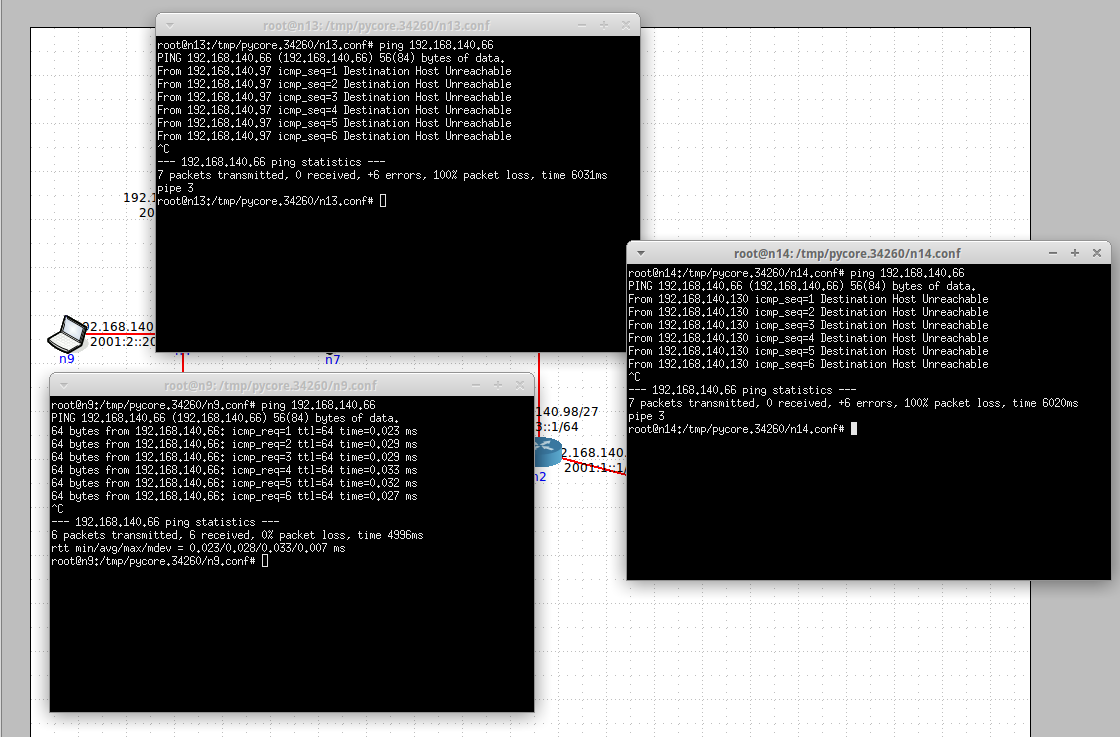 root@n13: /tmp/pycore.34260/n13.conf
root@n13:/tmp/pycore.34260/n13.conf# ping 192.168.140.66
PING 192.168.140.66 (192.168.140.66) 56(84) bytes of data.
From 192.168.140.97 icmp_seq=1 Destination Host Unreachable
From 192.168.140.97 icmp_seq=2 Destination Host Unreachable
From 192.168.140.97 icmp_seq=3 Destination Host Unreachable
From 192.168.140.97 icmp_seq=4 Destination Host Unreachable
From 192.168.140.97 icmp_seq=5 Destination Host Unreachable
From 192.168.140.97 icmp_seq=6 Destination Host Unreachable
^C
--- 192.168.140.66 ping statistics ---
7 packets transmitted, 0 received, +6 errors, 100% packet loss, time 6031ms
pipe 3
root@n13:/tmp/pycore.34260/n13.conf#
192.1
20
root@n14: /tmp/pycore.34260/n14.conf
root@n14:/tmp/pycore.34260/n14.conf# ping 192.168.140.66
PING 192.168.140.66 (192.168.140.66) 56(84) bytes of data.
From 192.168.140.130 icmp_seq=1 Destination Host Unreachable
From 192.168.140.130 icmp_seq=2 Destination Host Unreachable
From 192.168.140.130 icmp_seq=3 Destination Host Unreachable
From 192.168.140.130 icmp_seq=4 Destination Host Unreachable
From 192.168.140.130 icmp_seq=5 Destination Host Unreachable
From 192.168.140.130 icmp_seq=6 Destination Host Unreachable
^C
--- 192.168.140.66 ping statistics ---
7 packets transmitted, 0 received, +6 errors, 100% packet loss, time 6020ms
pipe 3
root@n14:/tmp/pycore.34260/n14.conf#
02.168.140
2001:2::20
n9
n7
root@n9: /tmp/pycore.34260/n9.conf
root@n9:/tmp/pycore.34260/n9.conf# ping 192.168.140.66
PING 192.168.140.66 (192.168.140.66) 56(84) bytes of data.
64 bytes from 192.168.140.66: icmp_req=1 ttl=64 time=0.023 ms
64 bytes from 192.168.140.66: icmp_req=2 ttl=64 time=0.029 ms
64 bytes from 192.168.140.66: icmp_req=3 ttl=64 time=0.029 ms
64 bytes from 192.168.140.66: icmp_req=4 ttl=64 time=0.033 ms
64 bytes from 192.168.140.66: icmp_req=5 ttl=64 time=0.032 ms
64 bytes from 192.168.140.66: icmp_req=6 ttl=64 time=0.027 ms
^C
--- 192.168.140.66 ping statistics ---
6 packets transmitted, 6 received, 0% packet loss, time 4996ms
rtt min/avg/max/mdev = 0.023/0.028/0.033/0.007 ms
root@n9:/tmp/pycore.34260/n9.conf#
140.98/27
3::1/64
2.168.140.
2001:1::1/
n2